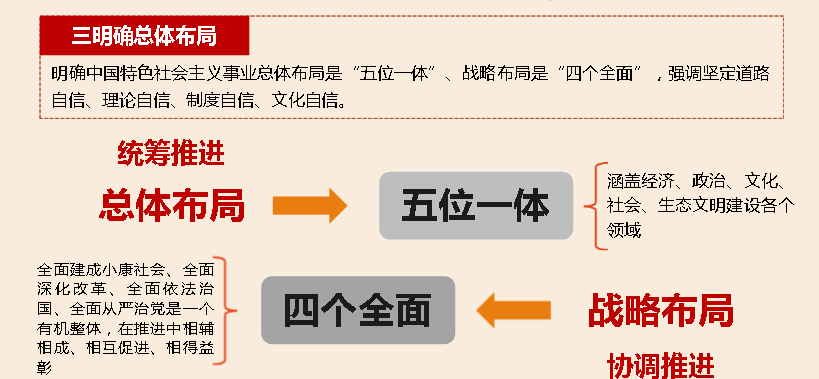 三明确总体布局
明确中国特色社会主义事业总体布局是“五位一体”、战略布局是“四个全面”，强调坚定道路
自信、理论自信、制度自信、文化自信。
统筹推进
总体布局
五位一体
涵盖经济、政治、文化、
社会、生态文明建设各个
领域
全面建成小康社会、全面
深化改革、全面依法治
国、全面从严治党是一个
有机整体，在推进中相辅
相成、相互促进、相得益
彰
四个全面
战略布局
协调推进